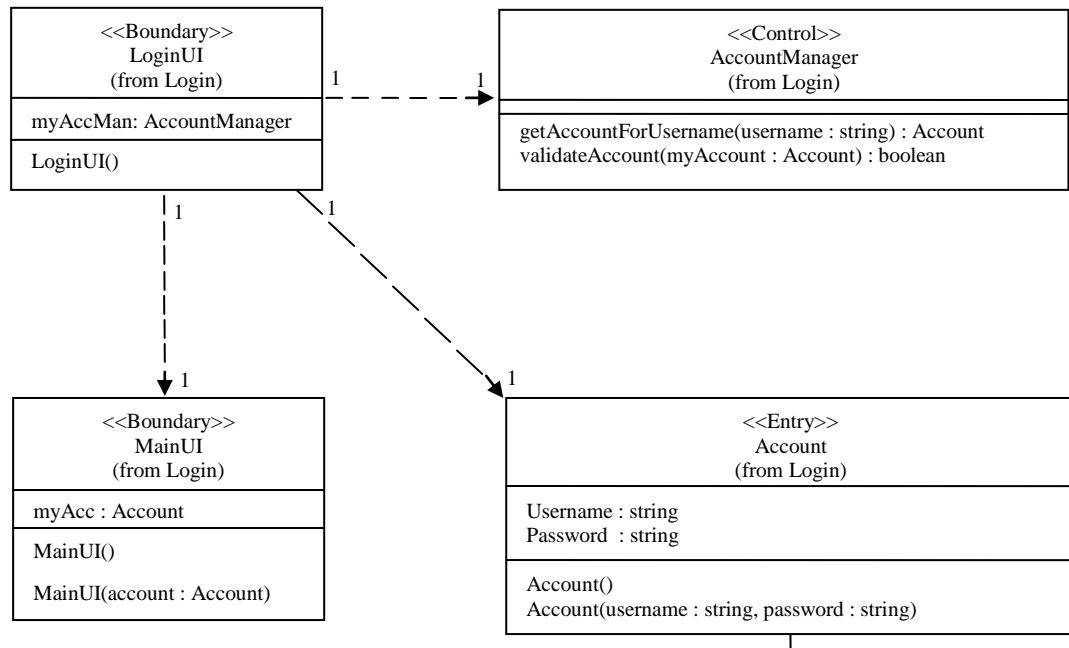 <<Boundary>>
LoginUI
(from Login)
myAccMan: AccountManager
LoginUI()
1
1
<<Control>>
AccountManager
(from Login)
getAccountForUsername(username : string) : Account
validateAccount(myAccount : Account) : boolean
1
1
1
1
<<Boundary>>
MainUI
(from Login)
myAcc : Account
MainUI()
MainUI(account : Account)
<<Entry>>
Account
(from Login)
Username : string
Password : string
Account()
Account(username : string, password : string)